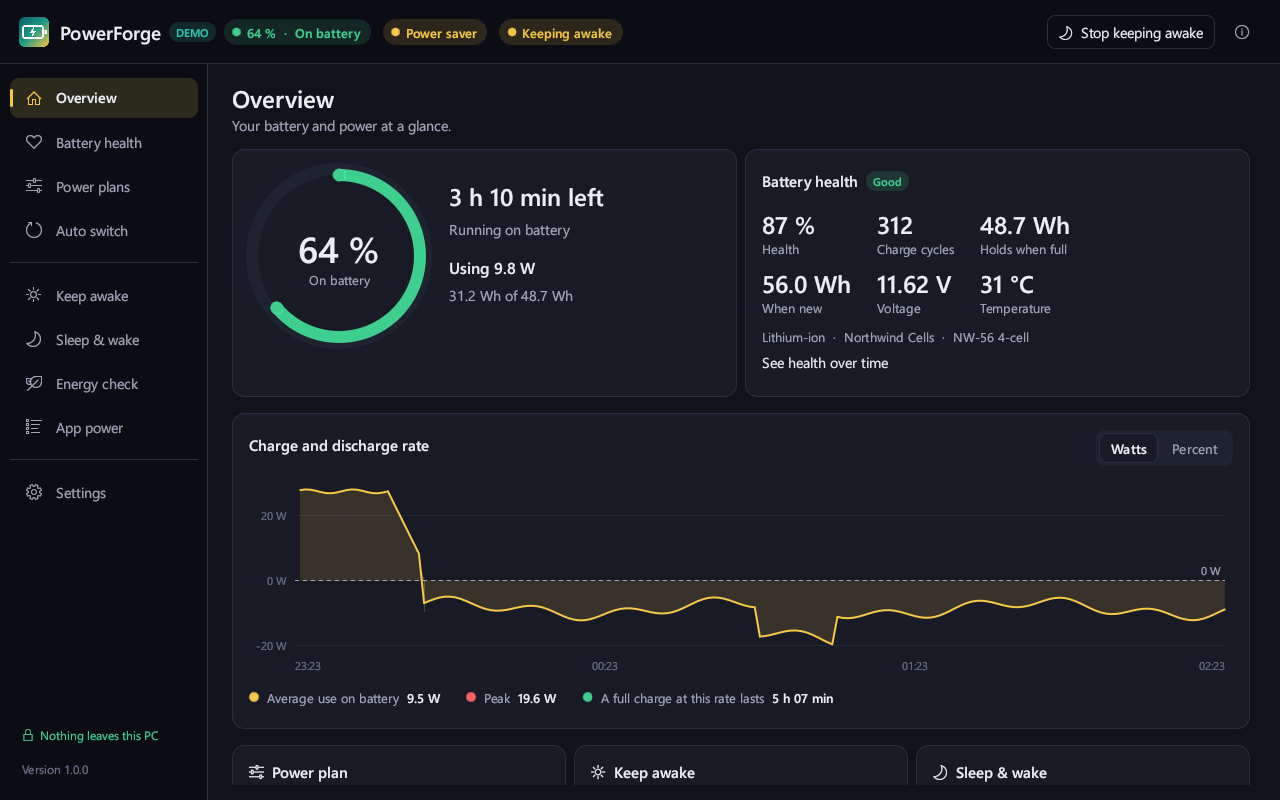 PowerForge DEMO 64 % · On battery Power saver Keeping awake Stop keeping awake
Overview
Battery health
Power plans
Auto switch
Keep awake
Sleep & wake
Energy check
App power
Settings
Nothing leaves this PC
Version 1.0.0
Overview
Your battery and power at a glance.
64 %
On battery
3 h 10 min left
Running on battery
Using 9.8 W
31.2 Wh of 48.7 Wh
Battery health Good
87 % 312 48.7 Wh
Health Charge cycles Holds when full
56.0 Wh 11.62 V 31 °C
When new Voltage Temperature
Lithium-ion · Northwind Cells · NW-56 4-cell
See health over time
Charge and discharge rate Watts Percent
20 W
0 W 0 W
-20 W
23:23 00:23 01:23 02:23
Average use on battery 9.5 W Peak 19.6 W A full charge at this rate lasts 5 h 07 min
Power plan Keep awake Sleep & wake